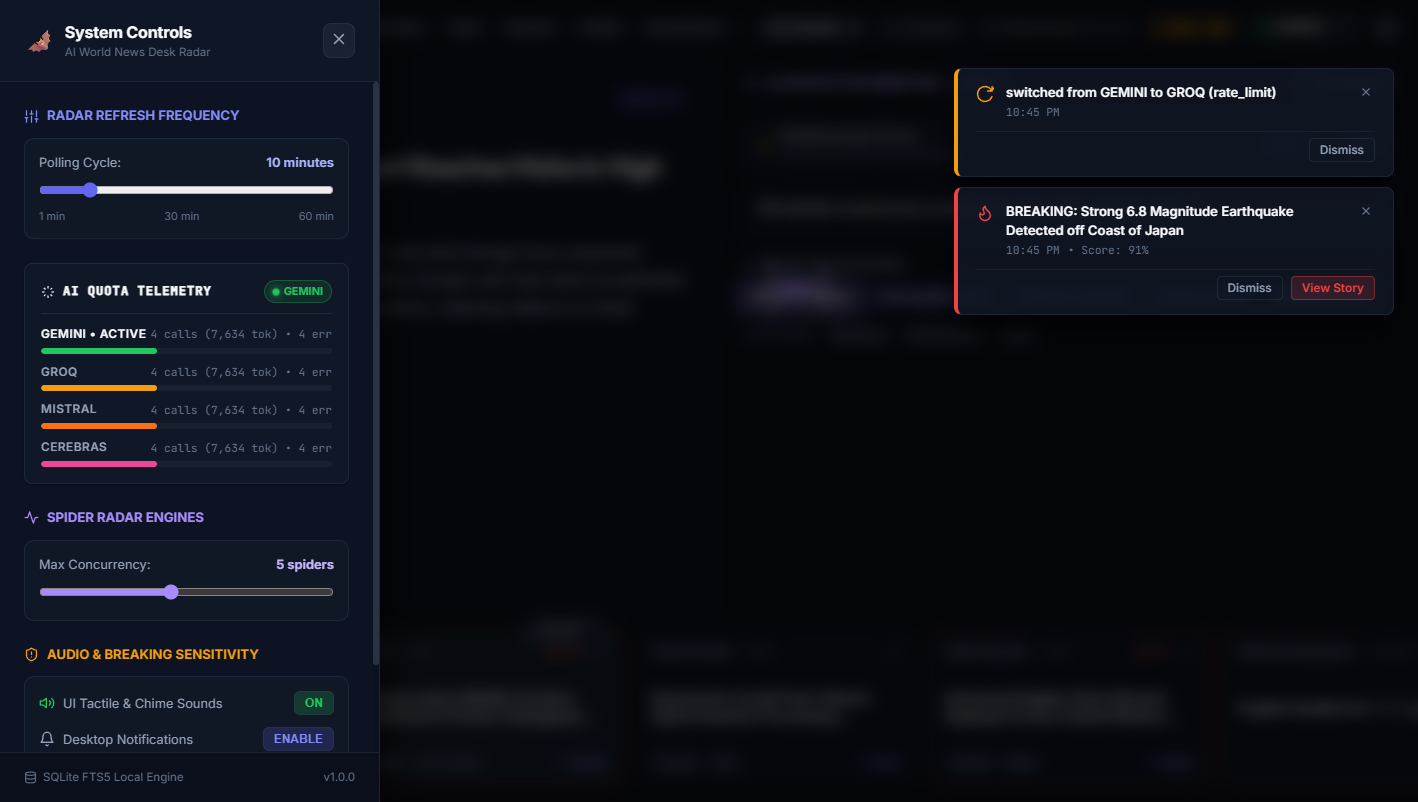 System Controls
AI World News Desk Radar
RADAR REFRESH FREQUENCY
Polling Cycle: 10 minutes
1 min 30 min 60 min
AI QUOTA TELEMETRY GEMINI
GEMINI • ACTIVE 4 calls (7,634 tok) • 4 err
GROQ 4 calls (7,634 tok) • 4 err
MISTRAL 4 calls (7,634 tok) • 4 err
CEREBRAS 4 calls (7,634 tok) • 4 err
SPIDER RADAR ENGINES
Max Concurrency: 5 spiders
AUDIO & BREAKING SENSITIVITY
UI Tactile & Chime Sounds ON
Desktop Notifications ENABLE
SQLite FTS5 Local Engine v1.0.0
switched from GEMINI to GROQ (rate_limit)
10:45 PM
Dismiss
BREAKING: Strong 6.8 Magnitude Earthquake
Detected off Coast of Japan
10:45 PM • Score: 91%
Dismiss View Story